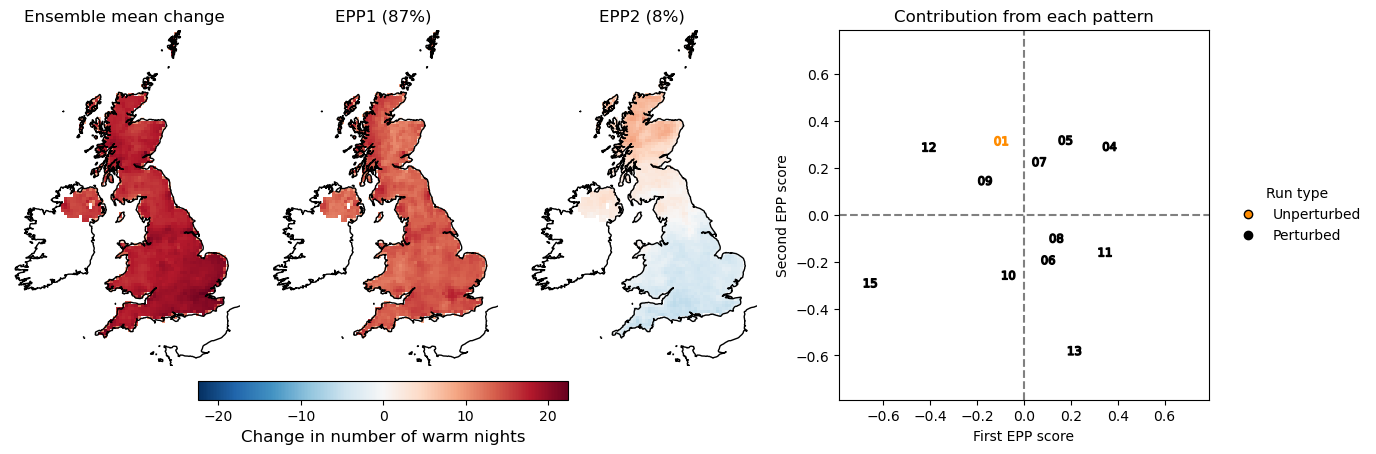 Ensemble mean change
EPP1 (87%)
EPP2 (8%)
−20 −10 0 10 20
Change in number of warm nights
Contribution from each pattern
Second EPP score
0.6
0.4
0.2
0.0
−0.2
−0.4
−0.6
12
01
05
04
07
09
08
11
06
10
15
13
−0.6 −0.4 −0.2 0.0 0.2 0.4 0.6
First EPP score
Run type
Unperturbed
Perturbed